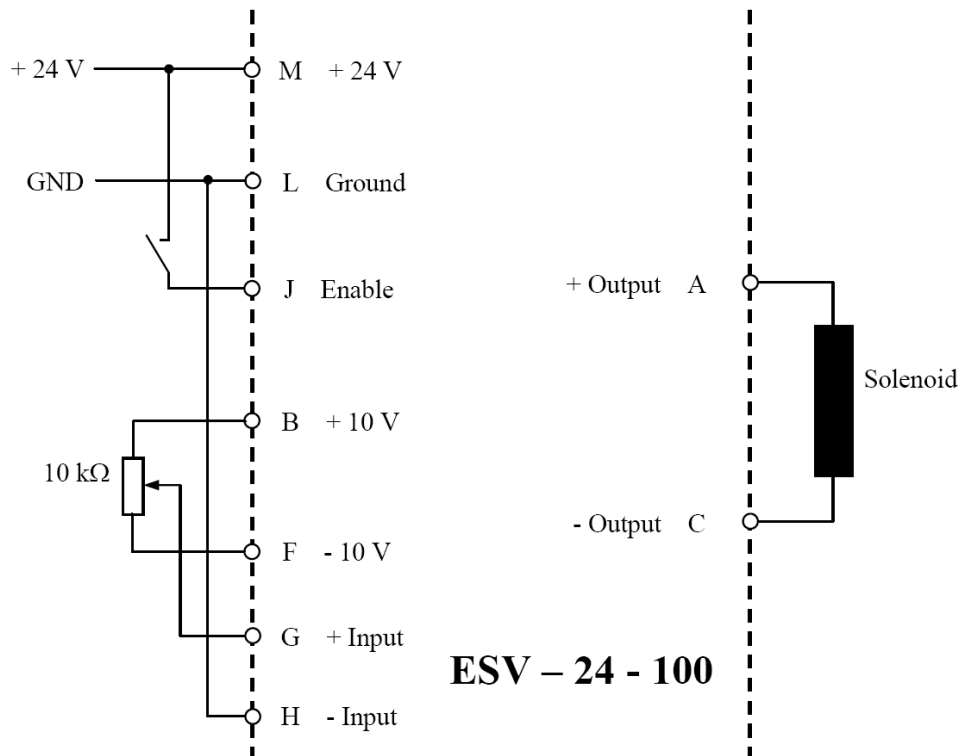 + 24 V
M + 24 V
GND
L Ground
J Enable
+ Output A
Solenoid
B + 10 V
10 kΩ
- Output C
F - 10 V
G + Input
ESV – 24 - 100
H - Input